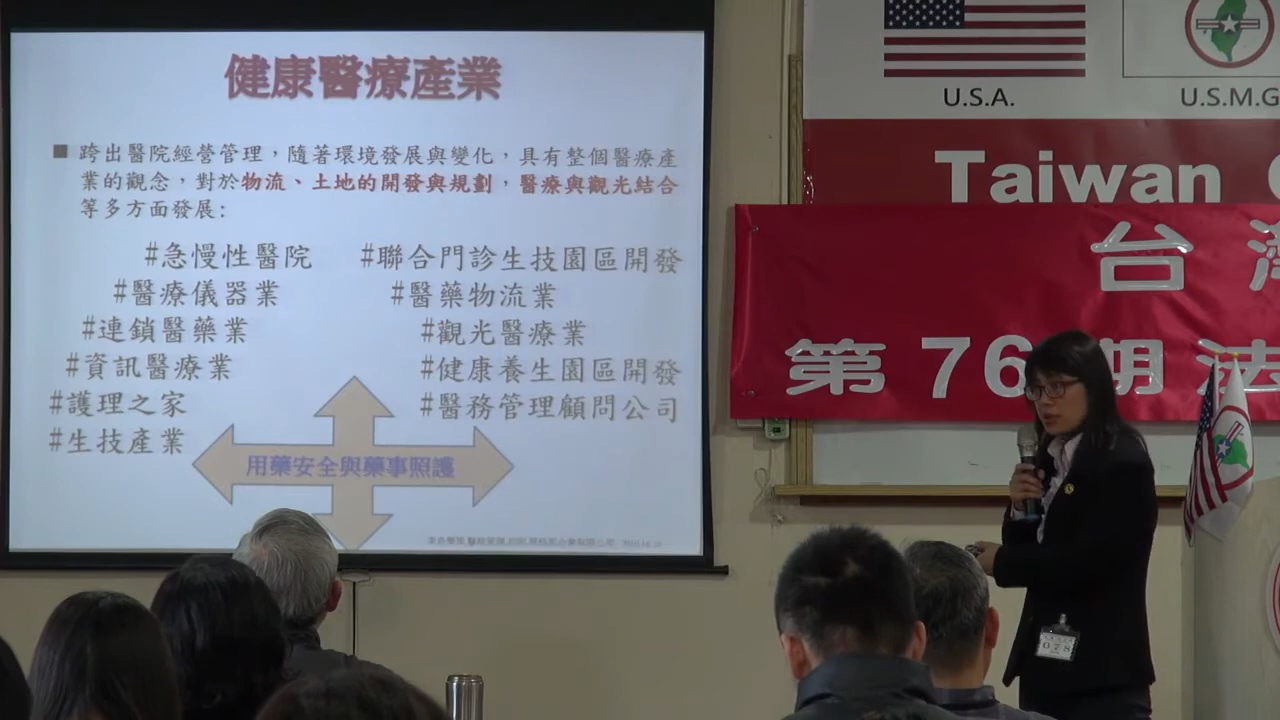 健康醫療產業
■ 跨出醫院經營管理，隨著環境發展與變化，具有整個醫療產
業的觀念，對於物流、土地的開發與規劃，醫療與觀光結合
等多方面發展:
#急慢性醫院
#醫療儀器業
#連鎖醫藥業
#資訊醫療業
#護理之家
#生技產業
#聯合門診生技園區開發
#醫藥物流業
#觀光醫療業
#健康養生園區開發
#醫務管理顧問公司
用藥安全與藥事照護
U.S.A.
U.S.M.G
Taiwan
台灣
第76期法
078